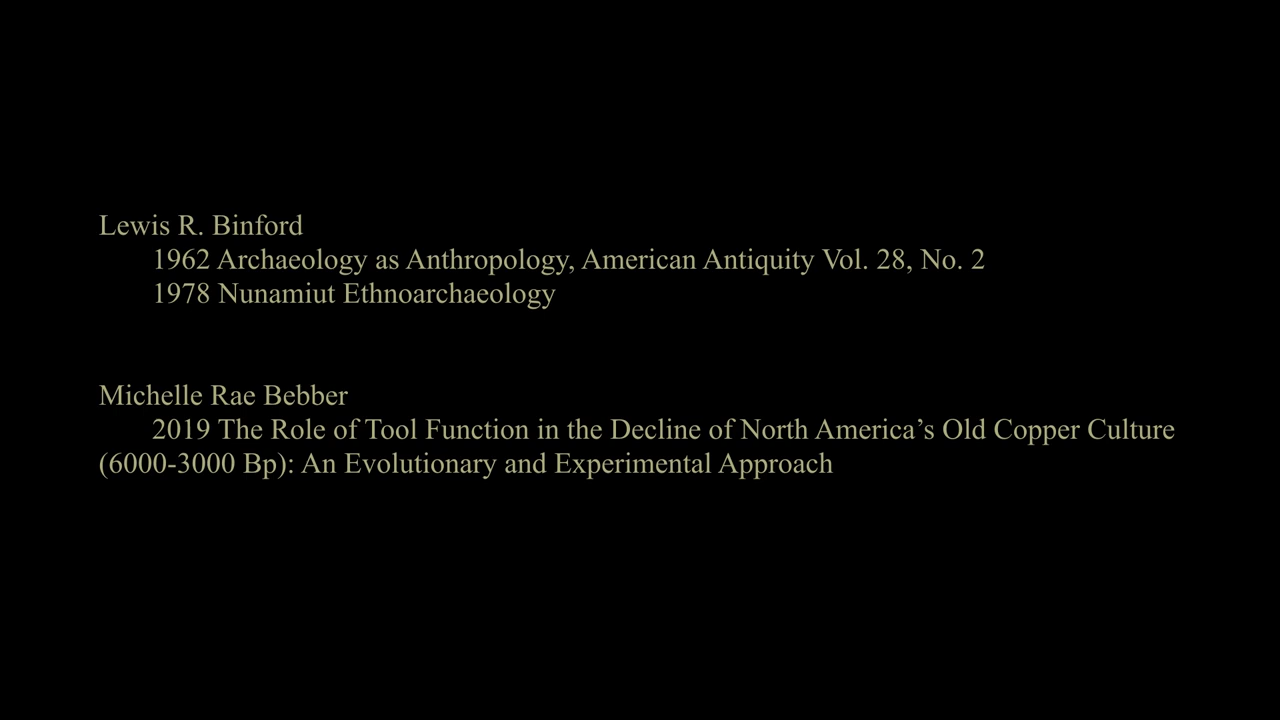 Lewis R. Binford
1962 Archaeology as Anthropology, American Antiquity Vol. 28, No. 2
1978 Nunamiut Ethnoarchaeology
Michelle Rae Bebber
2019 The Role of Tool Function in the Decline of North America’s Old Copper Culture
(6000-3000 Bp): An Evolutionary and Experimental Approach